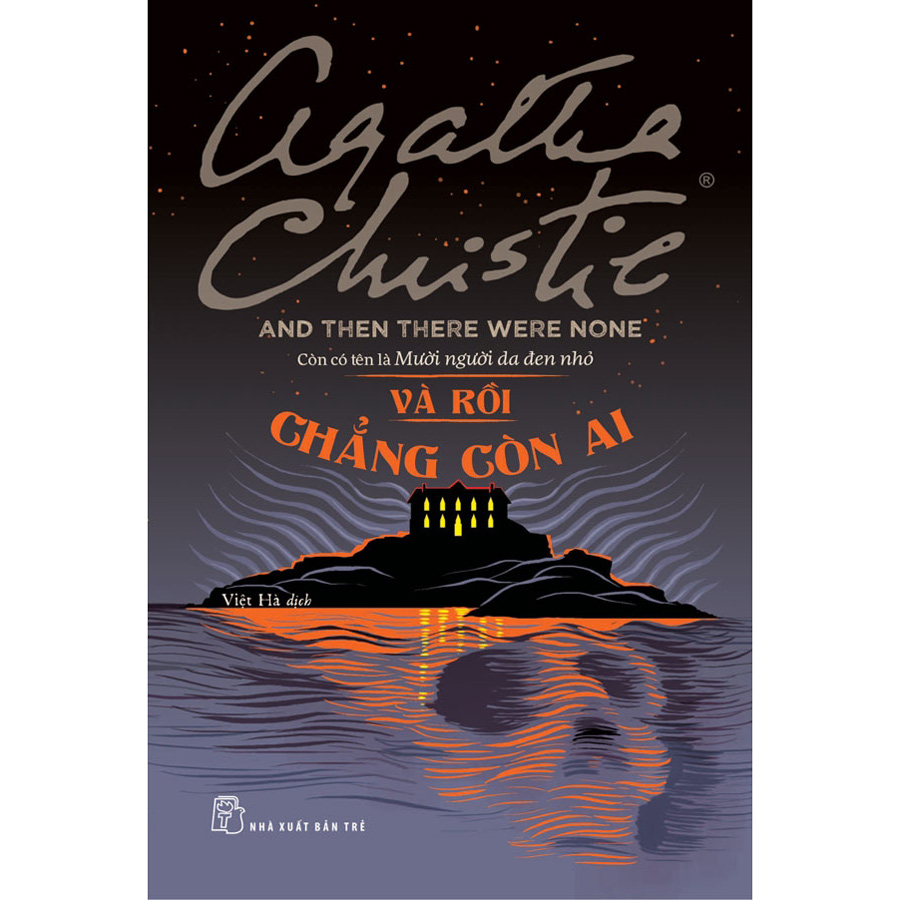 Agatha
Christie ®
AND THEN THERE WERE NONE
Còn có tên là Mười người da đen nhỏ
VÀ RỒI
CHẲNG CÒN AI
Việt Hà dịch
NHÀ XUẤT BẢN TRẺ